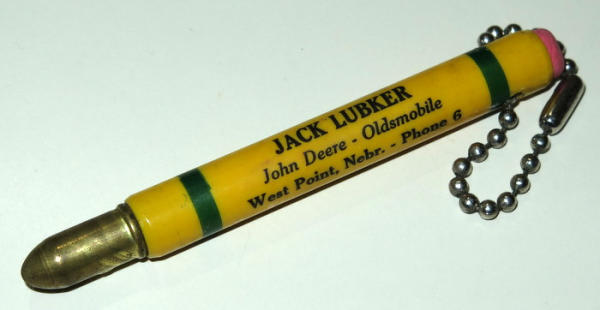 JACK LUBKER
John Deere - Oldsmobile
West Point, Nebr. - Phone 6